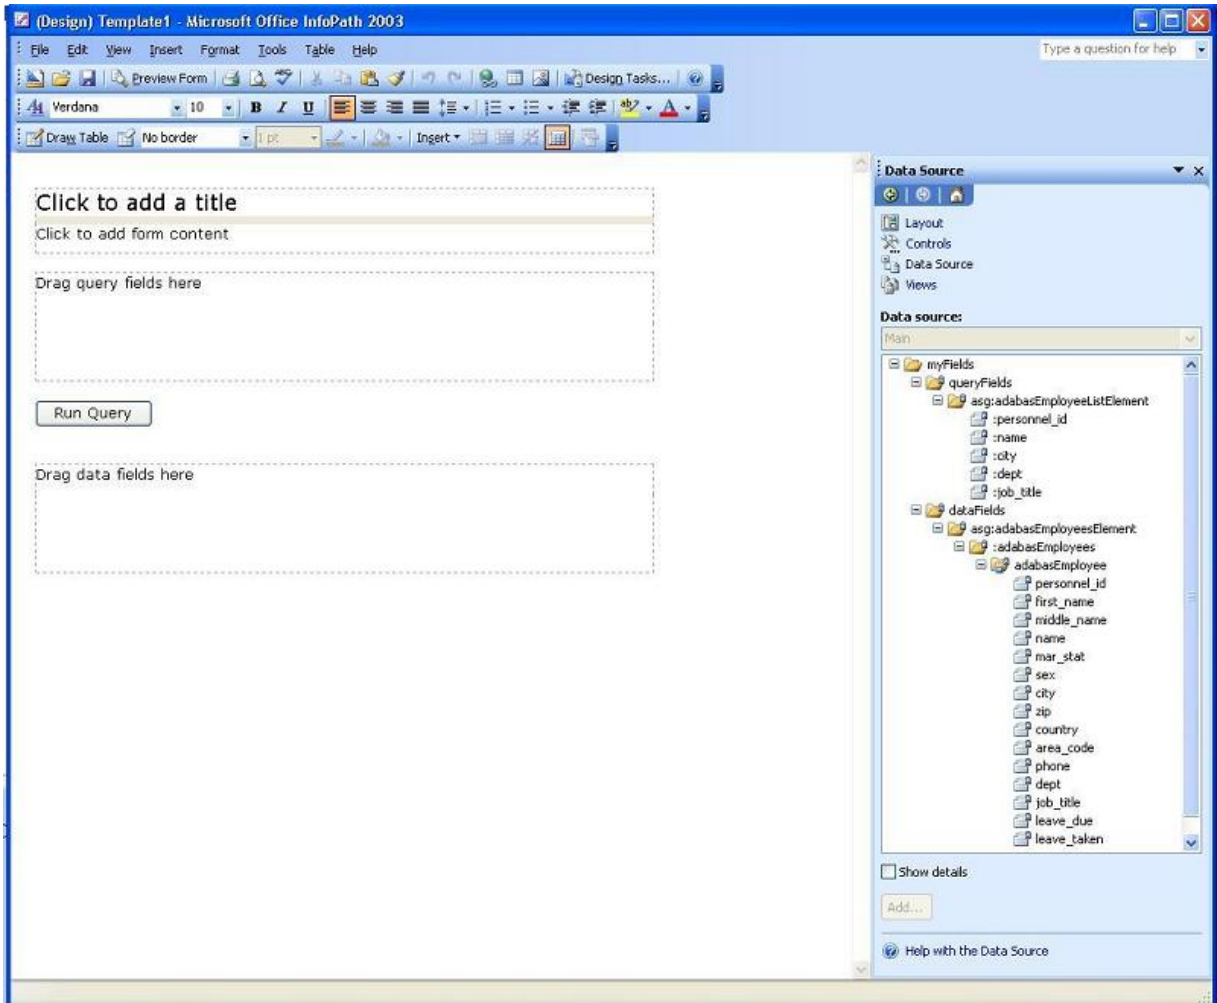 (Design) Template1 - Microsoft Office InfoPath 2003
File Edit View Insert Format Tools Table Help
Type a question for help
Preview Form Design Tasks...
Verdana 10 B I U
Draw Table No border 1 pt Insert
Data Source
Click to add a title
Click to add form content
Drag query fields here
Run Query
Drag data fields here
Layout
Controls
Data Source
Views
Data source:
Main
myFields
queryFields
asg:adabasEmployeeListElement
:personnel_id
:name
:city
:dept
:job_title
dataFields
asg:adabasEmployeesElement
:adabasEmployees
adabasEmployee
personnel_id
first_name
middle_name
name
mar_stat
sex
city
zip
country
area_code
phone
dept
job_title
leave_due
leave_taken
Show details
Add...
Help with the Data Source